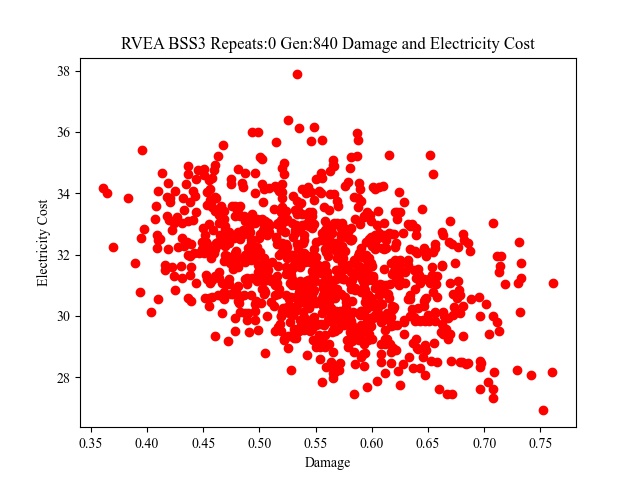 RVEA BSS3 Repeats:0 Gen:840 Damage and Electricity Cost
38
36
34
32
30
28
Electricity Cost
0.35 0.40 0.45 0.50 0.55 0.60 0.65 0.70 0.75
Damage